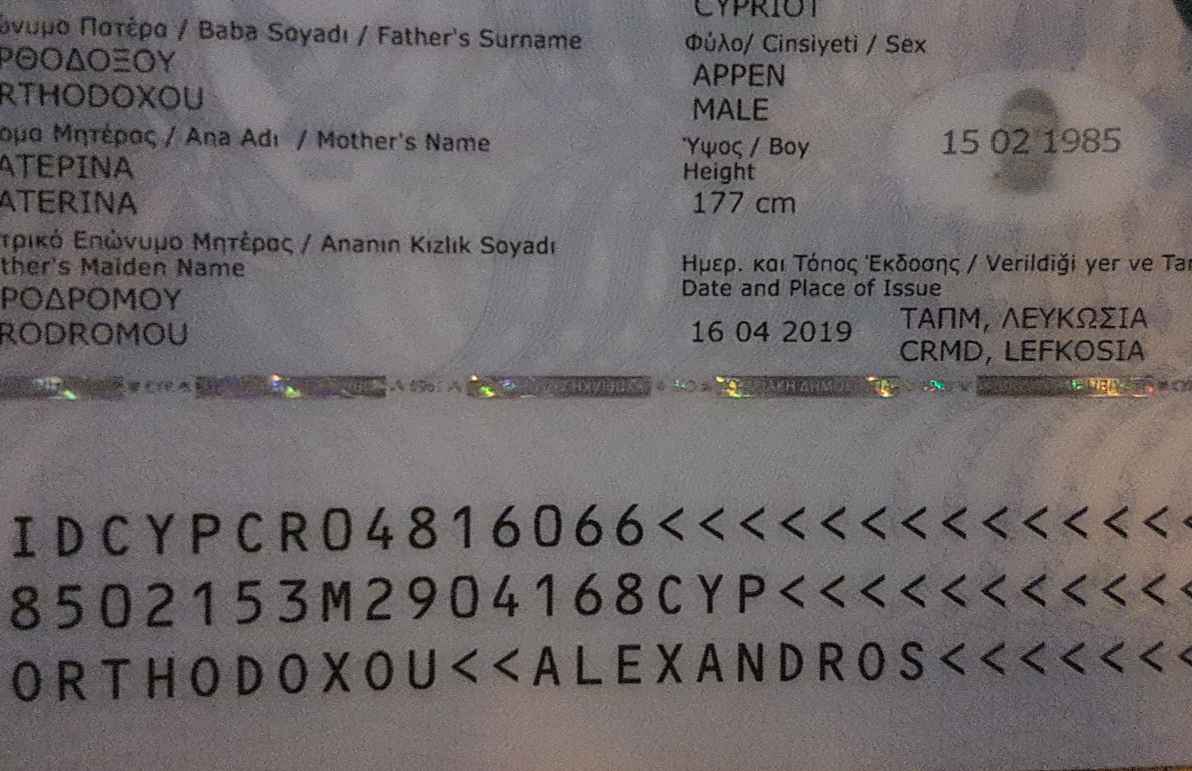 ώνυμο Πατέρα / Baba Soyadı / Father's Surname
ΡΘΟΔΟΞΟΥ
RTHODOXOU
ομα Μητέρας / Ana Adı / Mother's Name
ΑΤΕΡΙΝΑ
ATERINA
τρικό Επώνυμο Μητέρας / Ananın Kızlık Soyadı
ther's Maiden Name
ΡΟΔΡΟΜΟΥ
RODROMOU
CYPRIOT
Φύλο/ Cinsiyeti / Sex
ΑΡΡΕΝ
MALE
Ύψος / Boy
Height
177 cm
15 02 1985
Ημερ. και Τόπος Έκδοσης / Verildiği yer ve Tar
Date and Place of Issue
16 04 2019
ΤΑΠΜ, ΛΕΥΚΩΣΙΑ
CRMD, LEFKOSIA
IDCYPCR04816066<<<<<<<<<<<<<<
8502153M2904168CYP<<<<<<<<<<<
ORTHODOXOU<<ALEXANDROS<<<<<<<